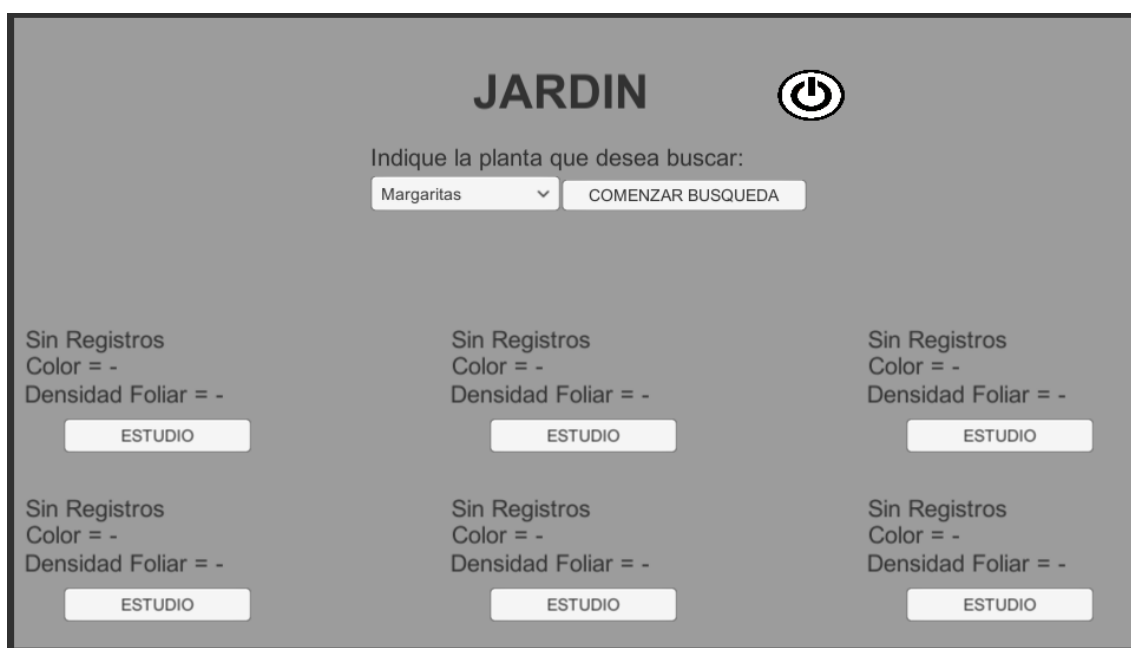 JARDIN
Indique la planta que desea buscar:
Margaritas COMENZAR BUSQUEDA
Sin Registros Sin Registros Sin Registros
Color = - Color = - Color = -
Densidad Foliar = - Densidad Foliar = - Densidad Foliar = -
ESTUDIO ESTUDIO ESTUDIO
Sin Registros Sin Registros Sin Registros
Color = - Color = - Color = -
Densidad Foliar = - Densidad Foliar = - Densidad Foliar = -
ESTUDIO ESTUDIO ESTUDIO